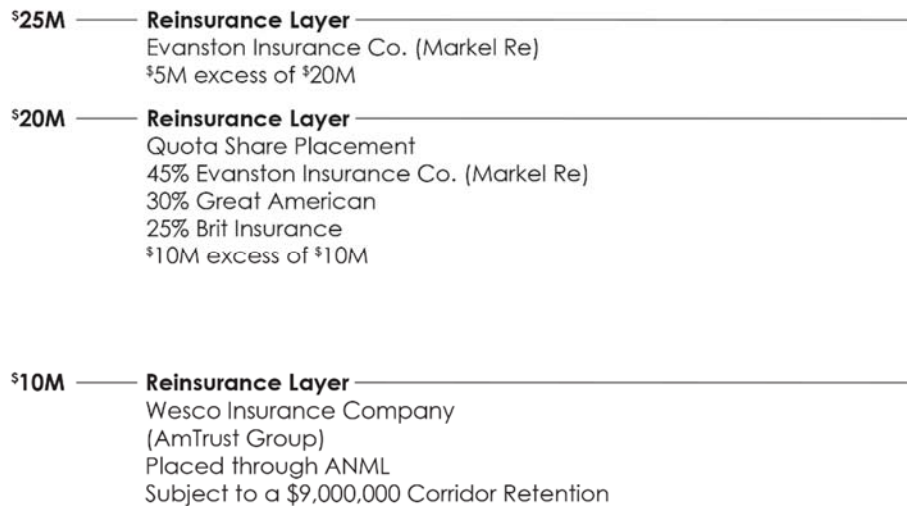 $25M Reinsurance Layer
Evanston Insurance Co. (Markel Re)
$5M excess of $20M
$20M Reinsurance Layer
Quota Share Placement
45% Evanston Insurance Co. (Markel Re)
30% Great American
25% Brit Insurance
$10M excess of $10M
$10M Reinsurance Layer
Wesco Insurance Company
(AmTrust Group)
Placed through ANML
Subject to a $9,000,000 Corridor Retention